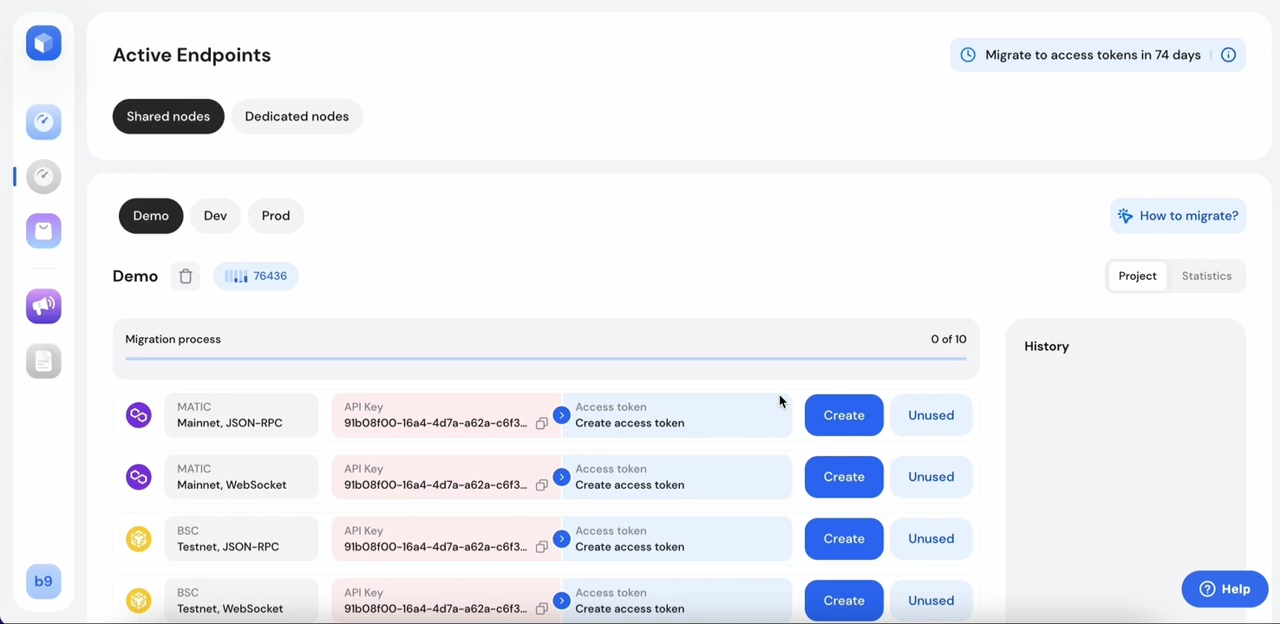 Active Endpoints
Migrate to access tokens in 74 days
Shared nodes
Dedicated nodes
Demo
Dev
Prod
How to migrate?
Demo
76436
Project
Statistics
Migration process
0 of 10
History
MATIC
Mainnet, JSON-RPC
API Key
91b08f00-16a4-4d7a-a62a-c6f3...
Access token
Create access token
Create
Unused
MATIC
Mainnet, WebSocket
API Key
91b08f00-16a4-4d7a-a62a-c6f3...
Access token
Create access token
Create
Unused
BSC
Testnet, JSON-RPC
API Key
91b08f00-16a4-4d7a-a62a-c6f3...
Access token
Create access token
Create
Unused
BSC
Testnet, WebSocket
API Key
91b08f00-16a4-4d7a-a62a-c6f3...
Access token
Create access token
Create
Unused
b9
Help